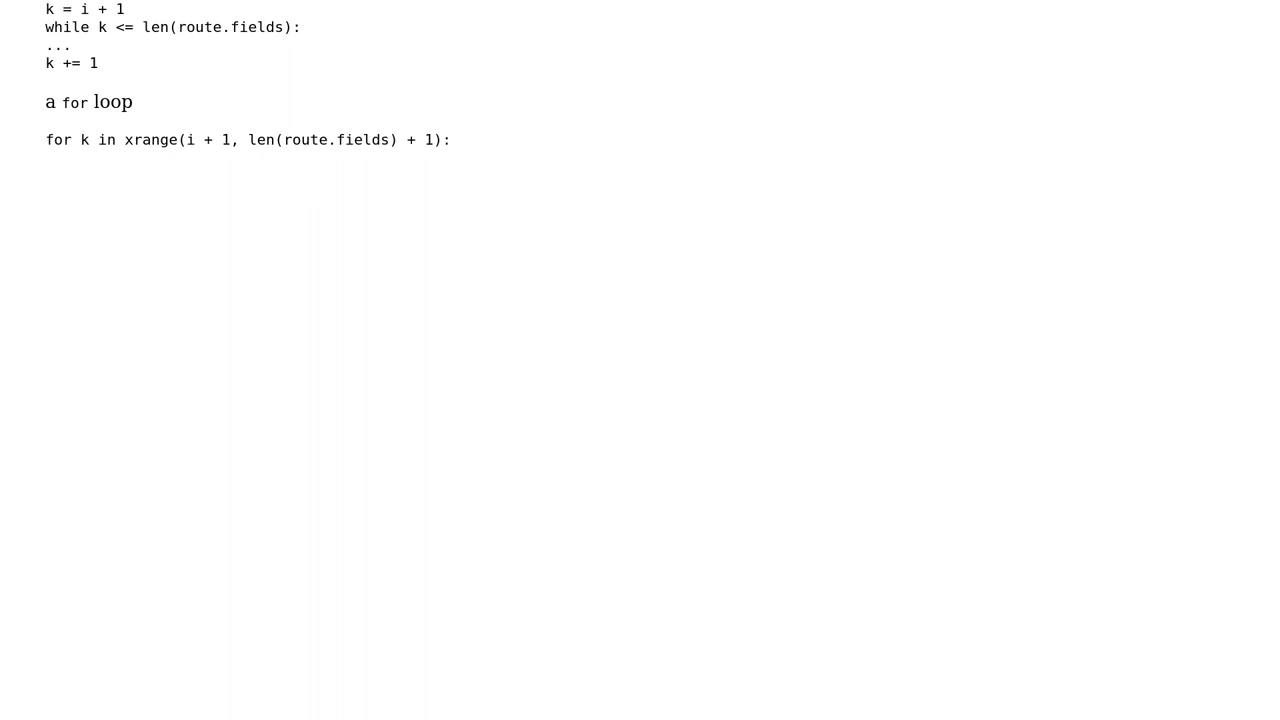 k = i + 1
while k <= len(route.fields):
...
k += 1
a for loop
for k in xrange(i + 1, len(route.fields) + 1):